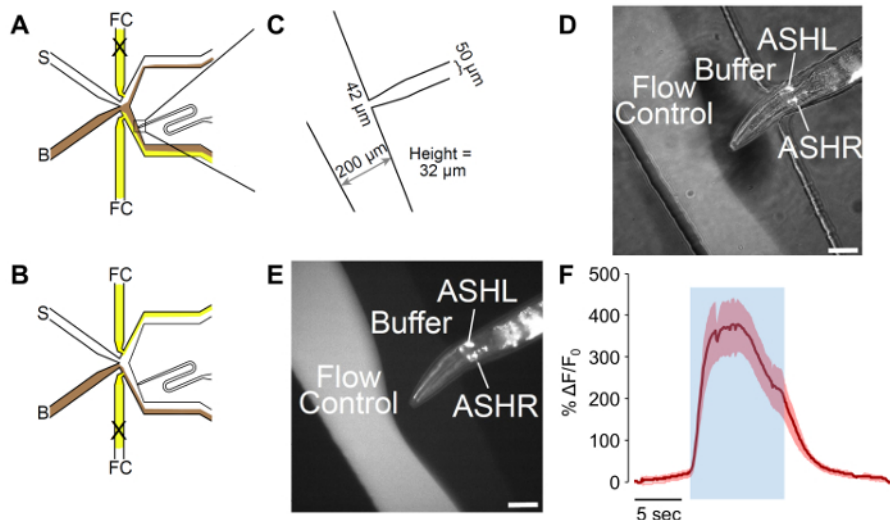 A
FC
X
S
B
FC
B
FC
S
B
X
FC
C
50 µm
42 µm
200 µm
Height =
32 µm
D
ASHL
Buffer
Flow
Control
ASHR
E
ASHL
Buffer
Flow
Control
ASHR
F
500
400
300
200
100
0
% ΔF/F₀
5 sec